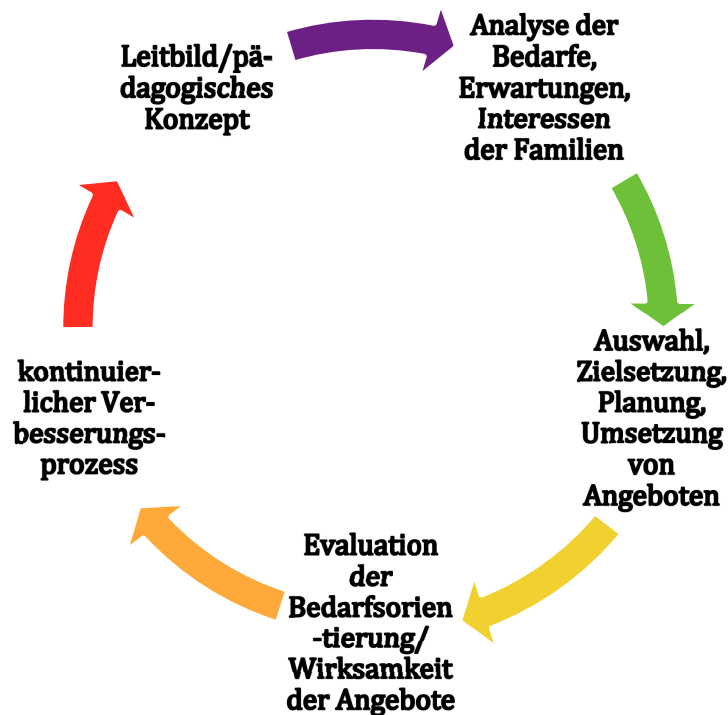 Leitbild/pä-
dagogisches
Konzept
Analyse der
Bedarfe,
Erwartungen,
Interessen
der Familien
Auswahl,
Zielsetzung,
Planung,
Umsetzung
von
Angeboten
Evaluation
der
Bedarfsorien
-tierung/
Wirksamkeit
der Angebote
kontinuier-
licher Ver-
besserungs-
prozess